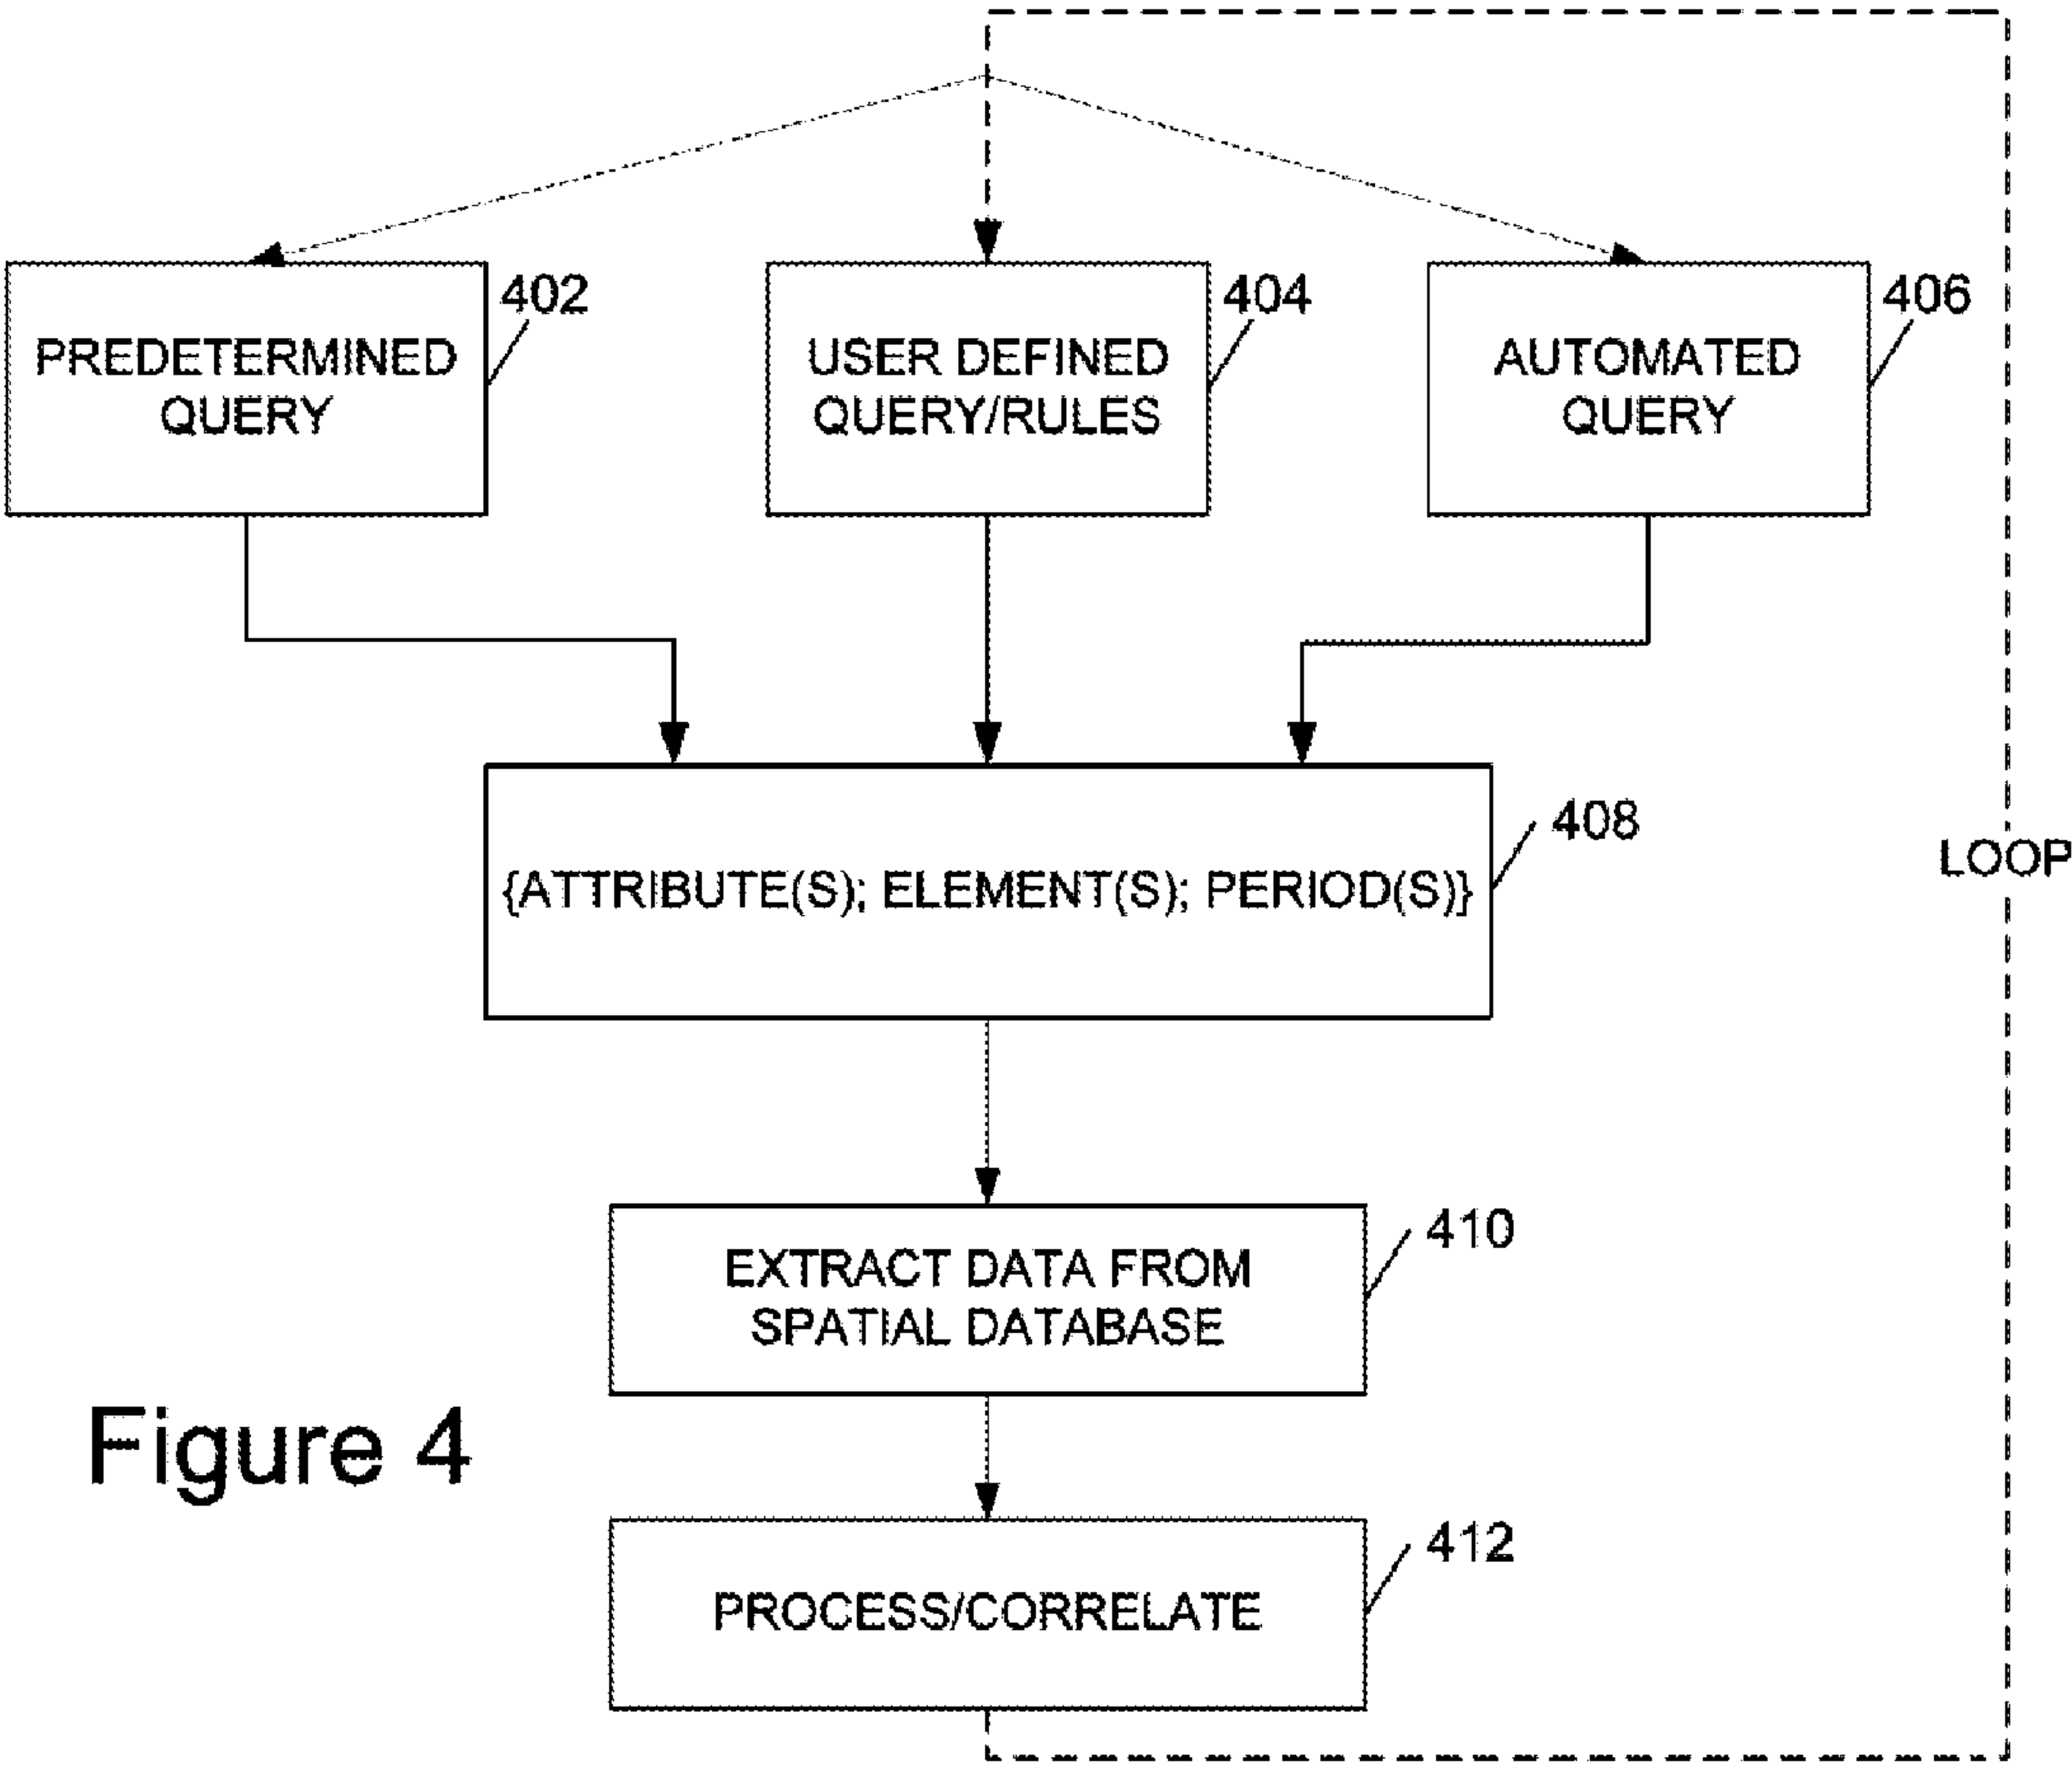 402
PREDETERMINED
QUERY
404
USER DEFINED
QUERY/RULES
406
AUTOMATED
QUERY
408
{ATTRIBUTE(S); ELEMENT(S); PERIOD(S)}
LOOP
410
EXTRACT DATA FROM
SPATIAL DATABASE
Figure 4
412
PROCESS/CORRELATE